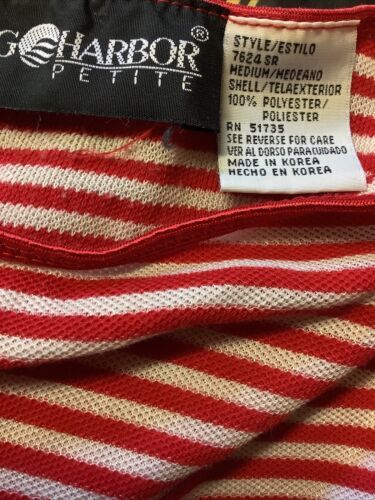 G HARBOR®
PETITE
STYLE/ESTILO
7624 SR
MEDIUM/MEDEANO
SHELL/TELAEXTERIOR
100% POLYESTER/
POLIESTER
RN 51735
SEE REVERSE FOR CARE
VER AL DORSO PARACUIDADO
MADE IN KOREA
HECHO EN KOREA